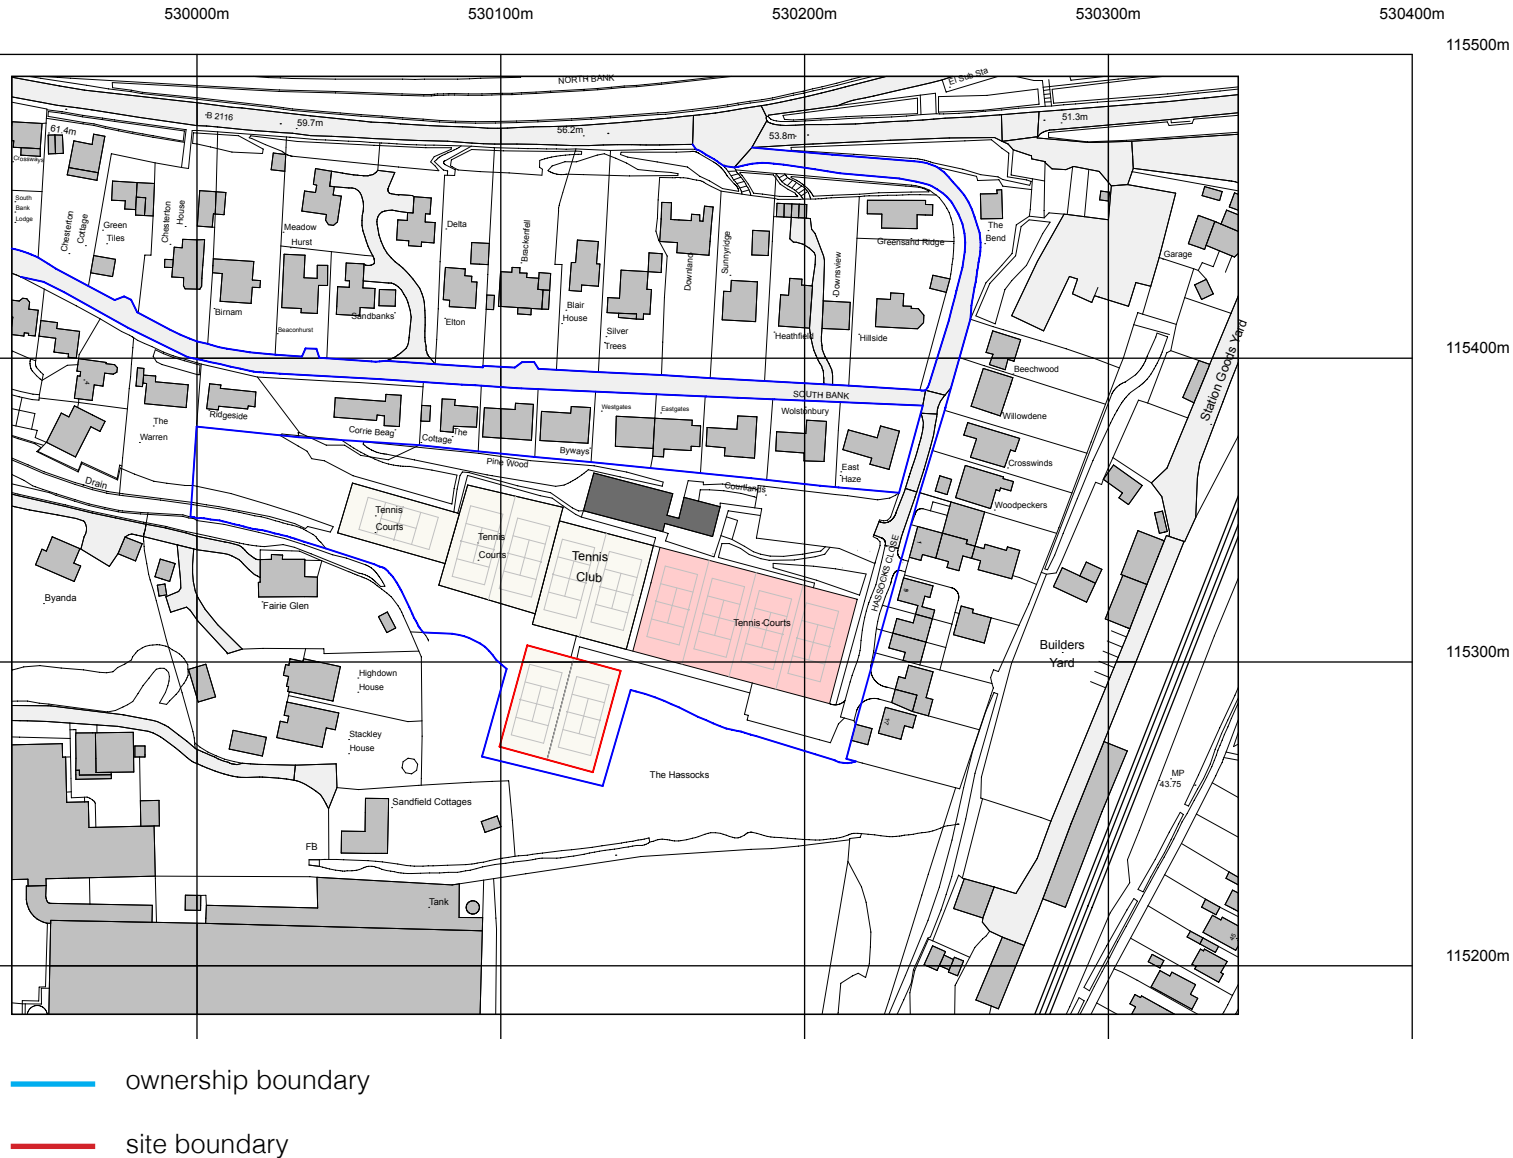 530000m
530100m
530200m
530300m
530400m
115500m
NORTH BANK
El Sub Sta
B 2116
59.7m
56.2m
53.8m
51.3m
61.4m
Crossways
South
Bank
Lodge
Chesterton
Cottage
Green
Tiles
Chesterton
House
Meadow
Hurst
Delta
Brackenfell
Downland
Sunnyridge
Downsview
Greensand Ridge
The
Bend
Garage
Birnam
Beaconhurst
Sandbanks
Elton
Blair
House
Silver
Trees
Heathfield
Hillside
115400m
Station Goods Yard
Beechwood
Willowdene
Crosswinds
Woodpeckers
SOUTH BANK
The
Warren
Ridgeside
Corrie Beag
The
Cottage
Pine Wood
Byways
Westgates
Eastgates
Wolstonbury
East
Haze
Courtlands
Drain
Tennis
Courts
Tennis
Courts
Tennis
Club
Tennis Courts
HASSOCKS CLOSE
Byanda
Fairie Glen
Builders
Yard
115300m
Highdown
House
Stackley
House
The Hassocks
MP
43.75
Sandfield Cottages
FB
Tank
115200m
ownership boundary
site boundary